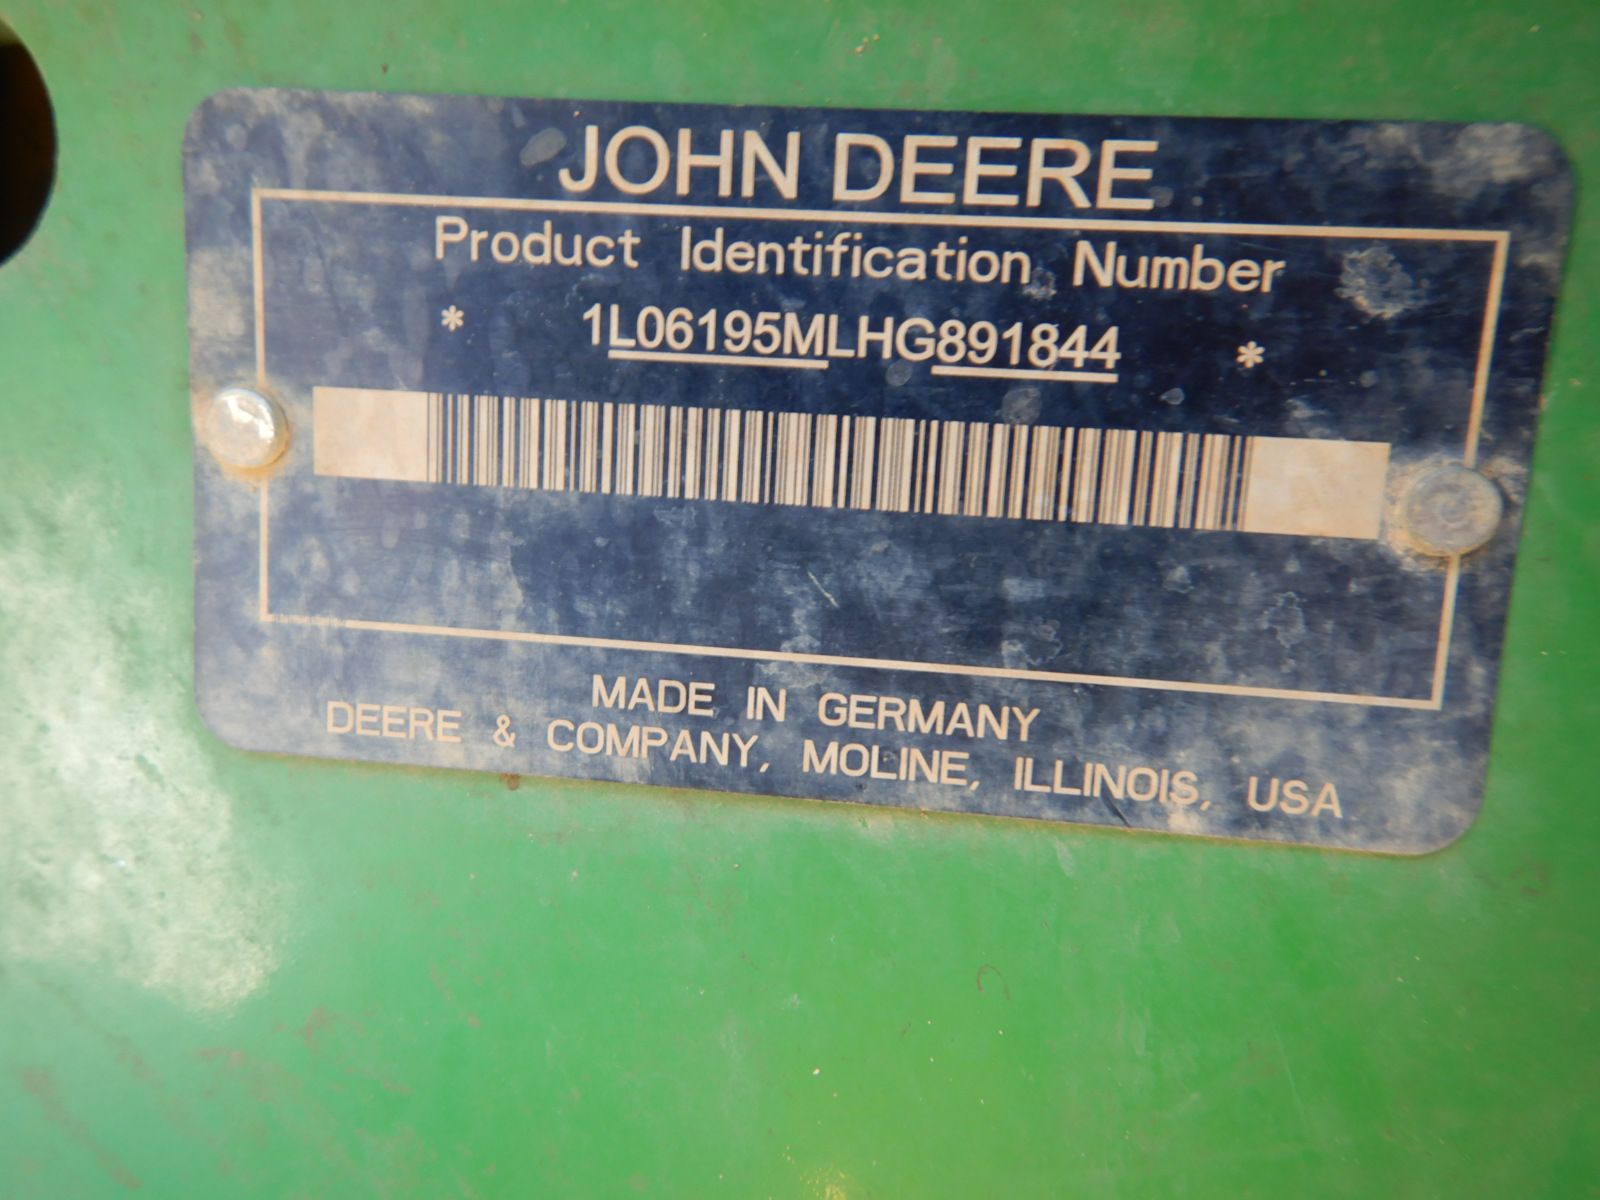 JOHN DEERE
Product Identification Number
* 1L06195MLHG891844 *
MADE IN GERMANY
DEERE & COMPANY, MOLINE, ILLINOIS, USA